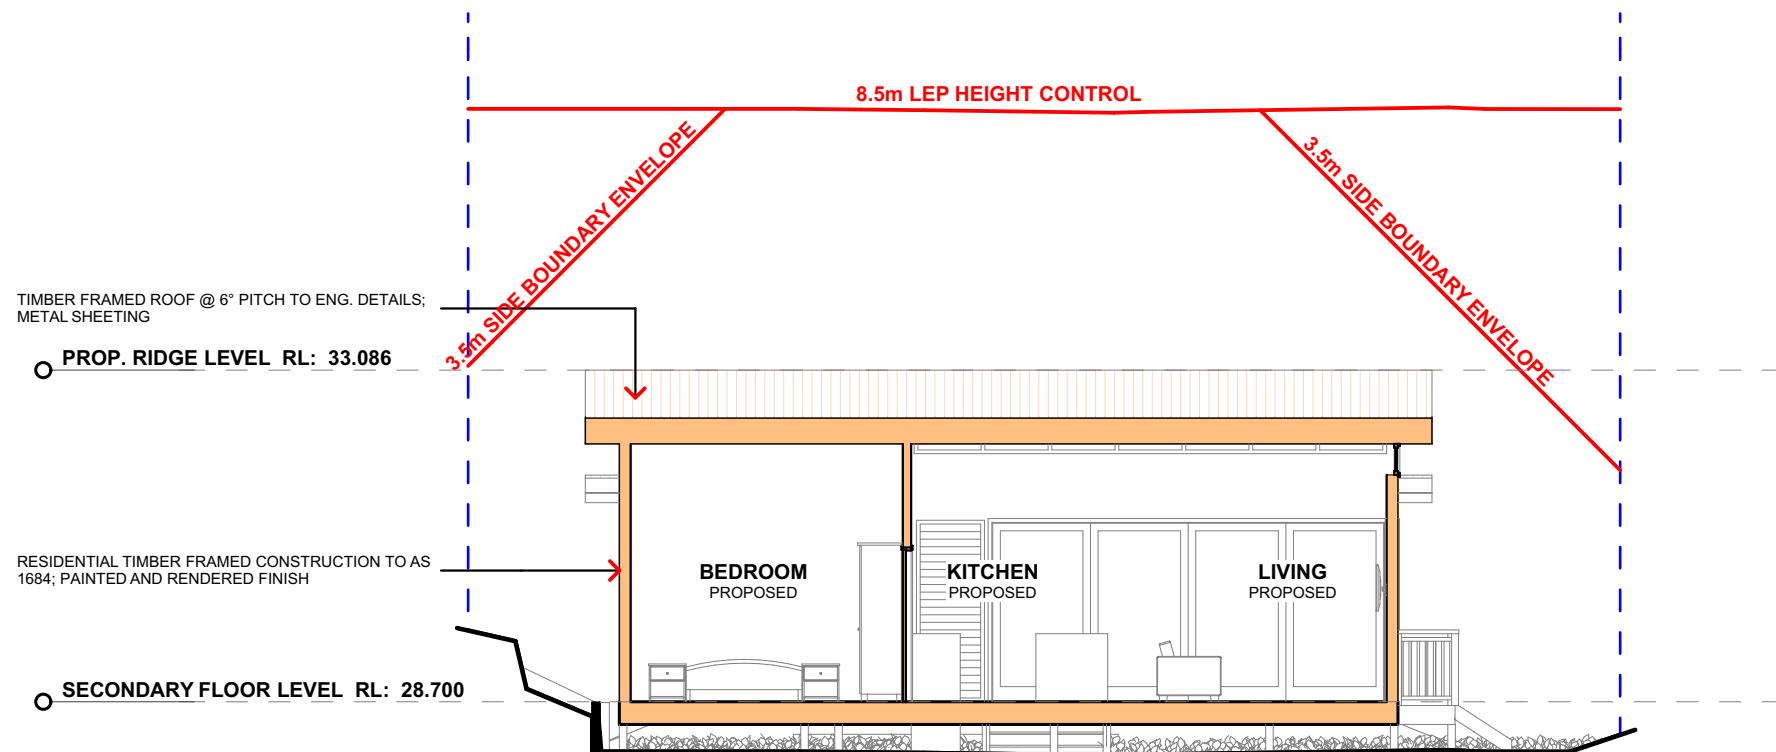 8.5m LEP HEIGHT CONTROL
3.5m SIDE BOUNDARY ENVELOPE
3.5m SIDE BOUNDARY ENVELOPE
TIMBER FRAMED ROOF @ 6° PITCH TO ENG. DETAILS;
METAL SHEETING
PROP. RIDGE LEVEL RL: 33.086
RESIDENTIAL TIMBER FRAMED CONSTRUCTION TO AS
1684; PAINTED AND RENDERED FINISH
BEDROOM
PROPOSED
KITCHEN
PROPOSED
LIVING
PROPOSED
SECONDARY FLOOR LEVEL RL: 28.700